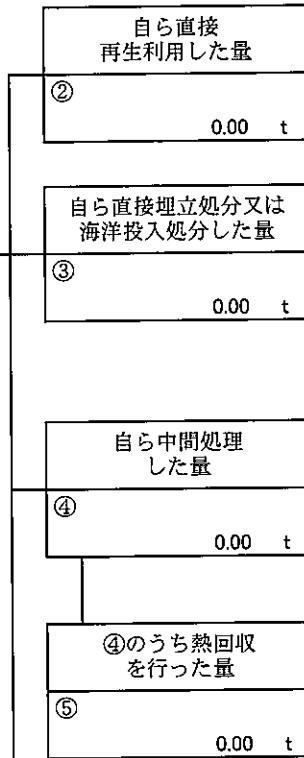 自ら直接
再生利用した量
②
0.00 t
自ら直接埋立処分又は
海洋投入処分した量
③
0.00 t
自ら中間処理
した量
④
0.00 t
④のうち熱回収
を行った量
⑤
0.00 t